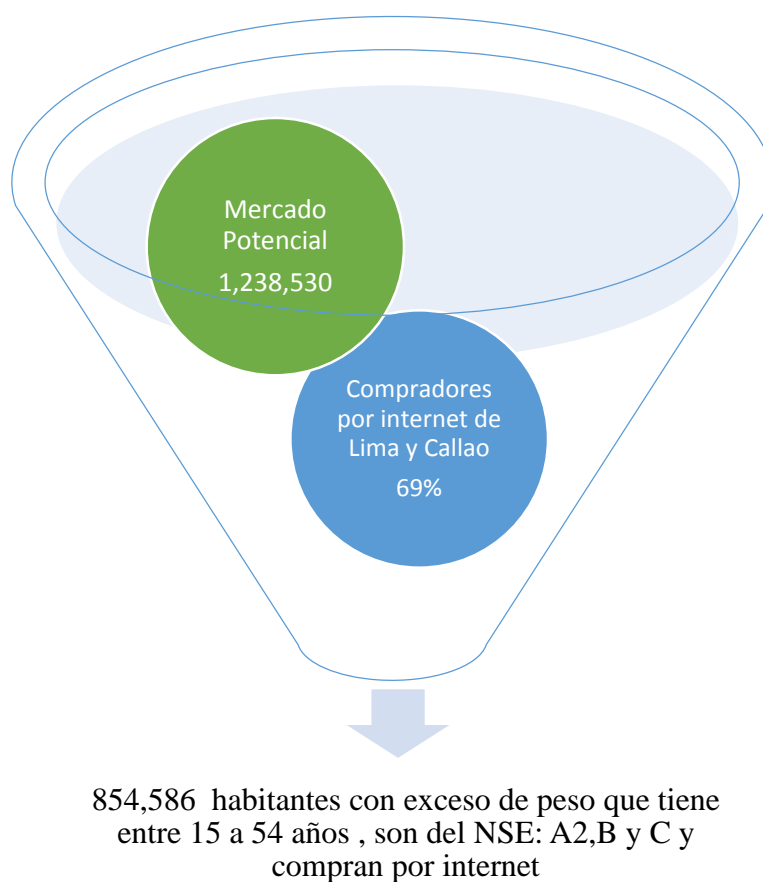 Mercado
Potencial
1,238,530
Compradores
por internet de
Lima y Callao
69%
854,586 habitantes con exceso de peso que tiene
entre 15 a 54 años , son del NSE: A2,B y C y
compran por internet